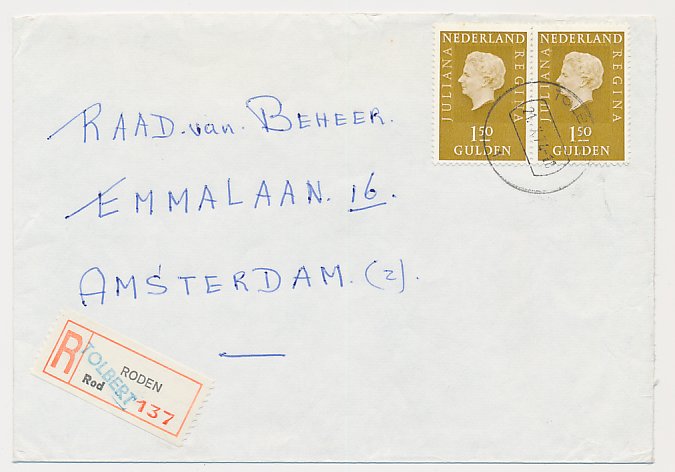 NEDERLAND NEDERLAND
JULIANA REGINA JULIANA REGINA
1 50 1 50
GULDEN GULDEN
RAAD. van. BEHEER.
EMMALAAN. 16.
AMSTERDAM. (z).
R TOLBERT RODEN
Rod 137